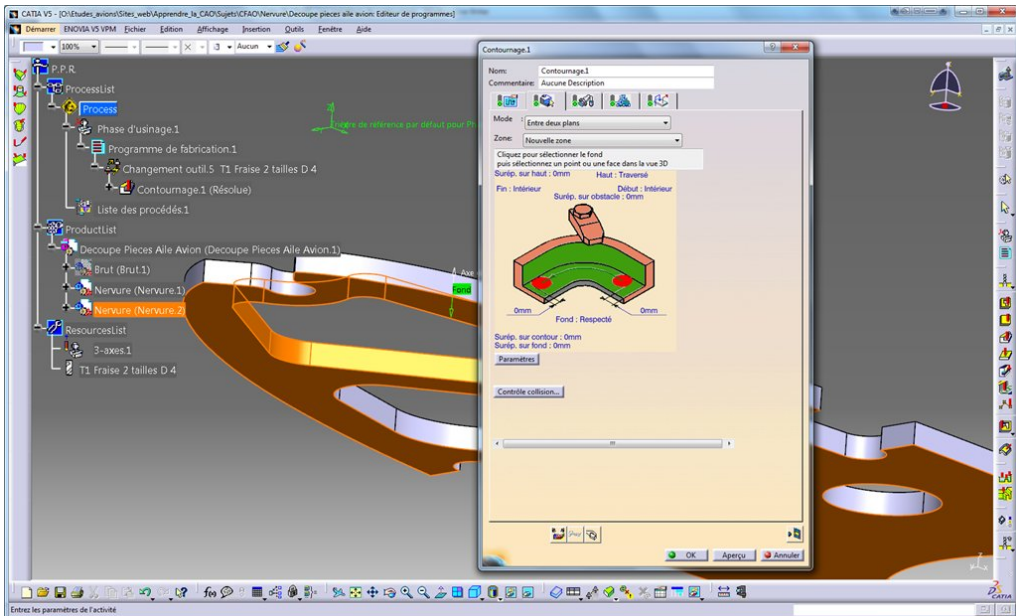 CATIA V5 - [O:\Etudes_avions\Sites_web\Apprendre_la_CAO\Sujets\CFAO\Nervure\Decoupe pieces aile avion: Editeur de programmes]
Démarrer ENOVIA V5 VPM Fichier Edition Affichage Insertion Outils Fenêtre Aide
100% 3 Aucun
P.P.R.
ProcessList
Process
Phase d'usinage.1
Programme de fabrication.1
Changement outil.5 T1 Fraise 2 tailles D 4
Contournage.1 (Résolue)
Liste des procédés.1
ProductList
Decoupe Pieces Aile Avion (Decoupe Pieces Aile Avion.1)
Brut (Brut.1)
Nervure (Nervure.1)
Nervure (Nervure.2)
ResourcesList
3-axes.1
T1 Fraise 2 tailles D 4
de référence par défaut pour Ph
Axe
Fond
Contournage.1
Nom: Contournage.1
Commentaire: Aucune Description
Mode : Entre deux plans
Zone: Nouvelle zone
Cliquez pour sélectionner le fond
puis sélectionnez un point ou une face dans la vue 3D
Surép. sur haut : 0mm Haut : Traversé
Fin : Intérieur Début : Intérieur
Surép. sur obstacle : 0mm
0mm 0mm
Fond : Respecté
Surép. sur contour : 0mm
Surép. sur fond : 0mm
Paramètres
Contrôle collision...
OK Aperçu Annuler
CATIA
Entrez les paramètres de l'activité